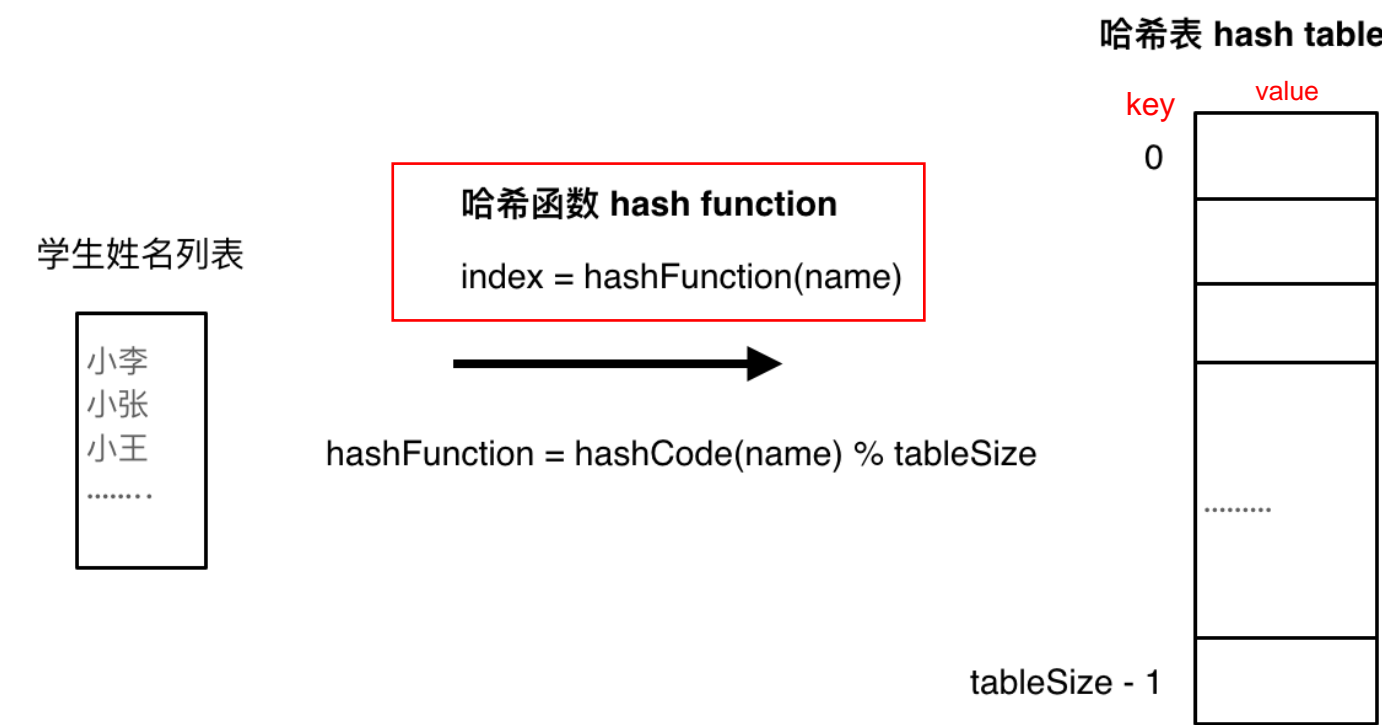 哈希表 hash table
key
value
0
哈希函数 hash function
index = hashFunction(name)
学生姓名列表
小李
小张
小王
........
hashFunction = hashCode(name) % tableSize
.........
tableSize - 1